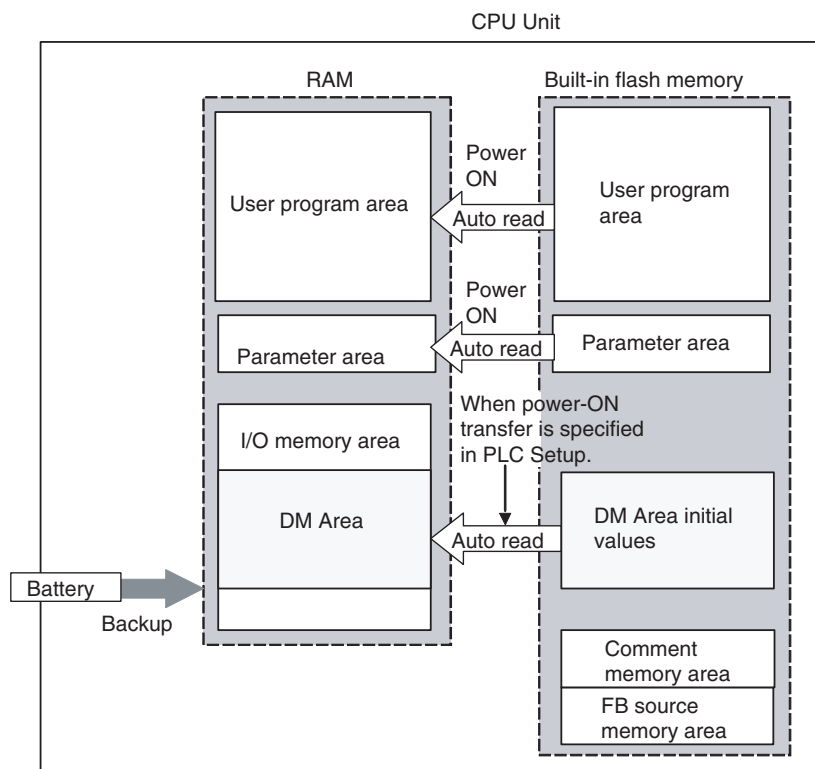 CPU Unit
RAM
Built-in flash memory
User program area
Power
ON
Auto read
User program
area
Parameter area
Power
ON
Auto read
Parameter area
When power-ON
transfer is specified
in PLC Setup.
I/O memory area
DM Area
Auto read
DM Area initial
values
Battery
Backup
Comment
memory area
FB source
memory area